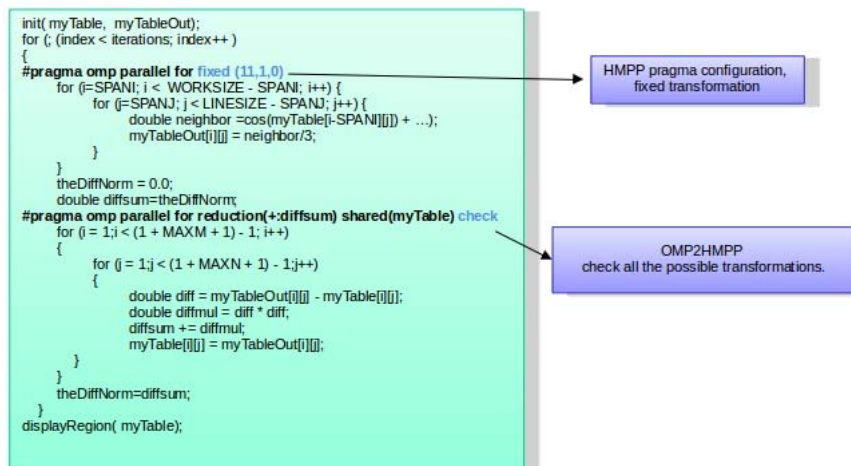 init( myTable,  myTableOut);
for (; (index < iterations; index++ )
{
#pragma omp parallel for fixed (11,1,0)
for (i=SPANI; i <  WORKSIZE - SPANI; i++) {
for (j=SPANJ; j < LINESIZE - SPANJ; j++) {
double neighbor =cos(myTable[i-SPANI][j]) + ...);
myTableOut[i][j] = neighbor/3;
}
}
theDiffNorm = 0.0;
double diffsum=theDiffNorm;
#pragma omp parallel for reduction(+:diffsum) shared(myTable) check
for (i = 1;i < (1 + MAXM + 1) - 1; i++)
{
for (j = 1;j < (1 + MAXN + 1) - 1;j++)
{
double diff = myTableOut[i][j] - myTable[i][j];
double diffmul = diff * diff;
diffsum += diffmul;
myTable[i][j] = myTableOut[i][j];
}
}
theDiffNorm=diffsum;
}
displayRegion( myTable);
HMPP pragma configuration,
fixed transformation
OMP2HMPP
check all the possible transformations.